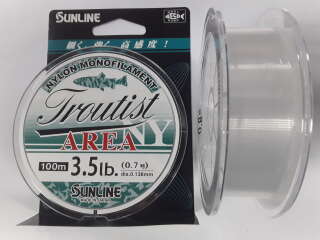 SUNLINE
細く 強く 高感度!
NYLON MONOFILAMENT
Troutist
AREA NY
100m 3.5lb. (0.7号)
dia.0.128mm
SUNLINE